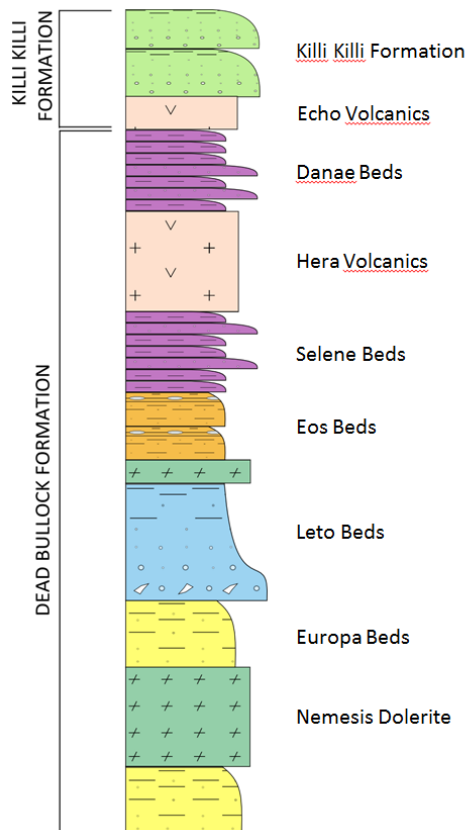 KILLI KILLI
FORMATION
Killi Killi Formation
Echo Volcanics
Danae Beds
Hera Volcanics
Selene Beds
Eos Beds
DEAD BULLOCK FORMATION
Leto Beds
Europa Beds
Nemesis Dolerite